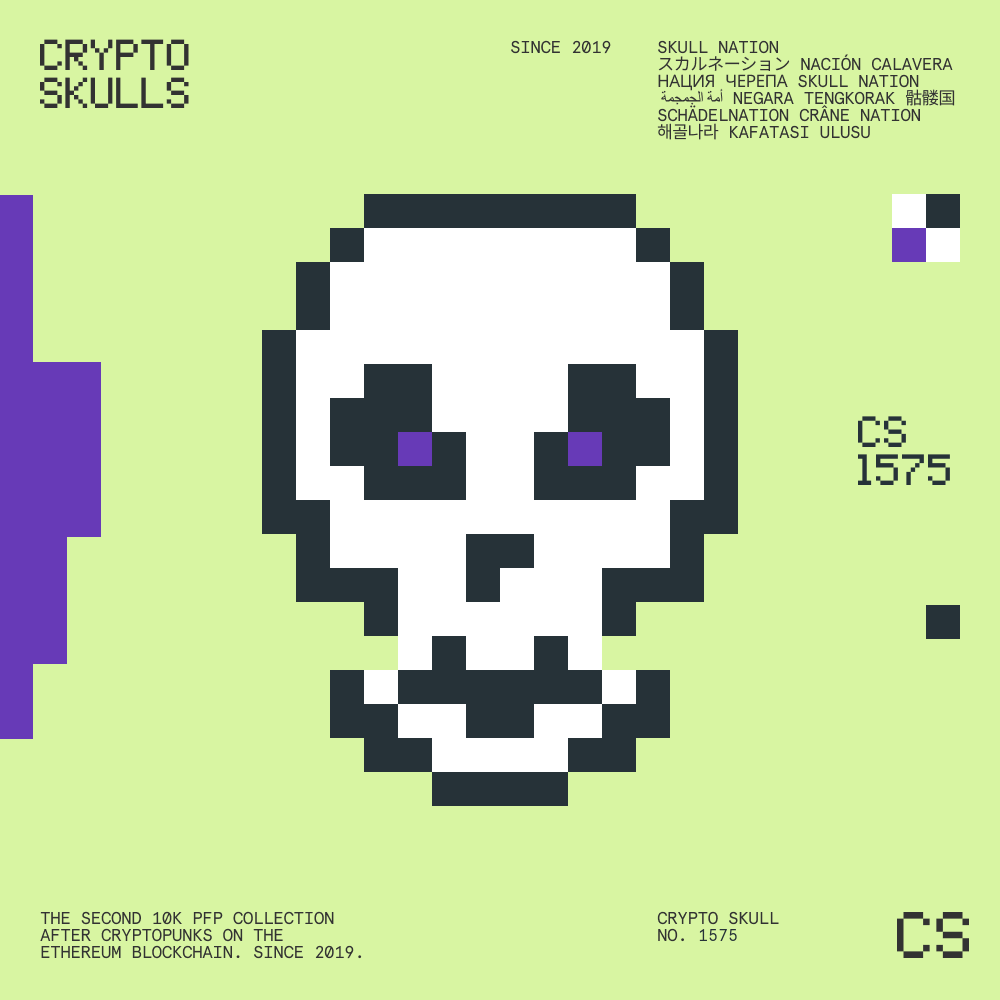 CRYPTO
SKULLS
SINCE 2019
SKULL NATION
スカルネーション NACIÓN CALAVERA
НАЦИЯ ЧЕРЕПА SKULL NATION
أمة الجمجمة NEGARA TENGKORAK 骷髅国
SCHÄDELNATION CRÂNE NATION
해골나라 KAFATASI ULUSU
CS
1575
THE SECOND 10K PFP COLLECTION
AFTER CRYPTOPUNKS ON THE
ETHEREUM BLOCKCHAIN. SINCE 2019.
CRYPTO SKULL
NO. 1575
CS